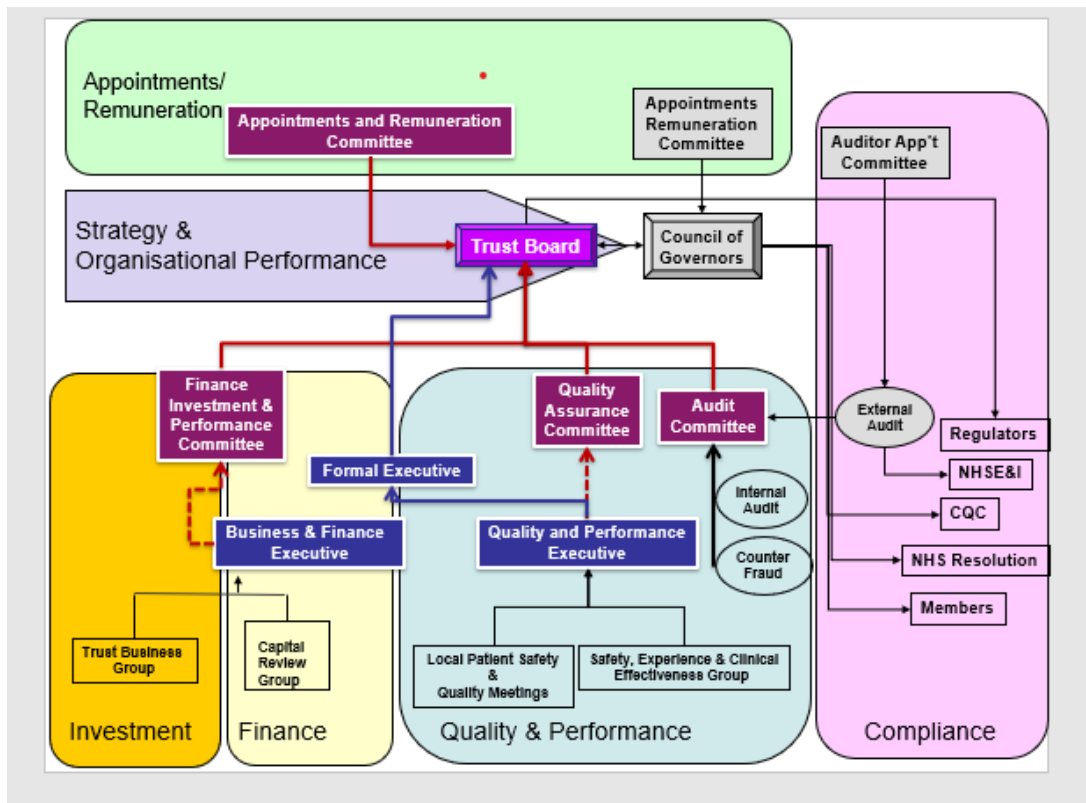 Appointments/
Remuneration
Appointments and Remuneration
Committee
Appointments
Remuneration
Committee
Auditor App't
Committee
Strategy &
Organisational Performance
Trust Board
Council of
Governors
Finance
Investment &
Performance
Committee
Quality
Assurance
Committee
Audit
Committee
External
Audit
Regulators
Formal Executive
NHSE&I
Internal
Audit
CQC
Business & Finance
Executive
Quality and Performance
Executive
Counter
Fraud
NHS Resolution
Members
Trust Business
Group
Capital
Review
Group
Local Patient Safety
&
Quality Meetings
Safety, Experience & Clinical
Effectiveness Group
Investment
Finance
Quality & Performance
Compliance